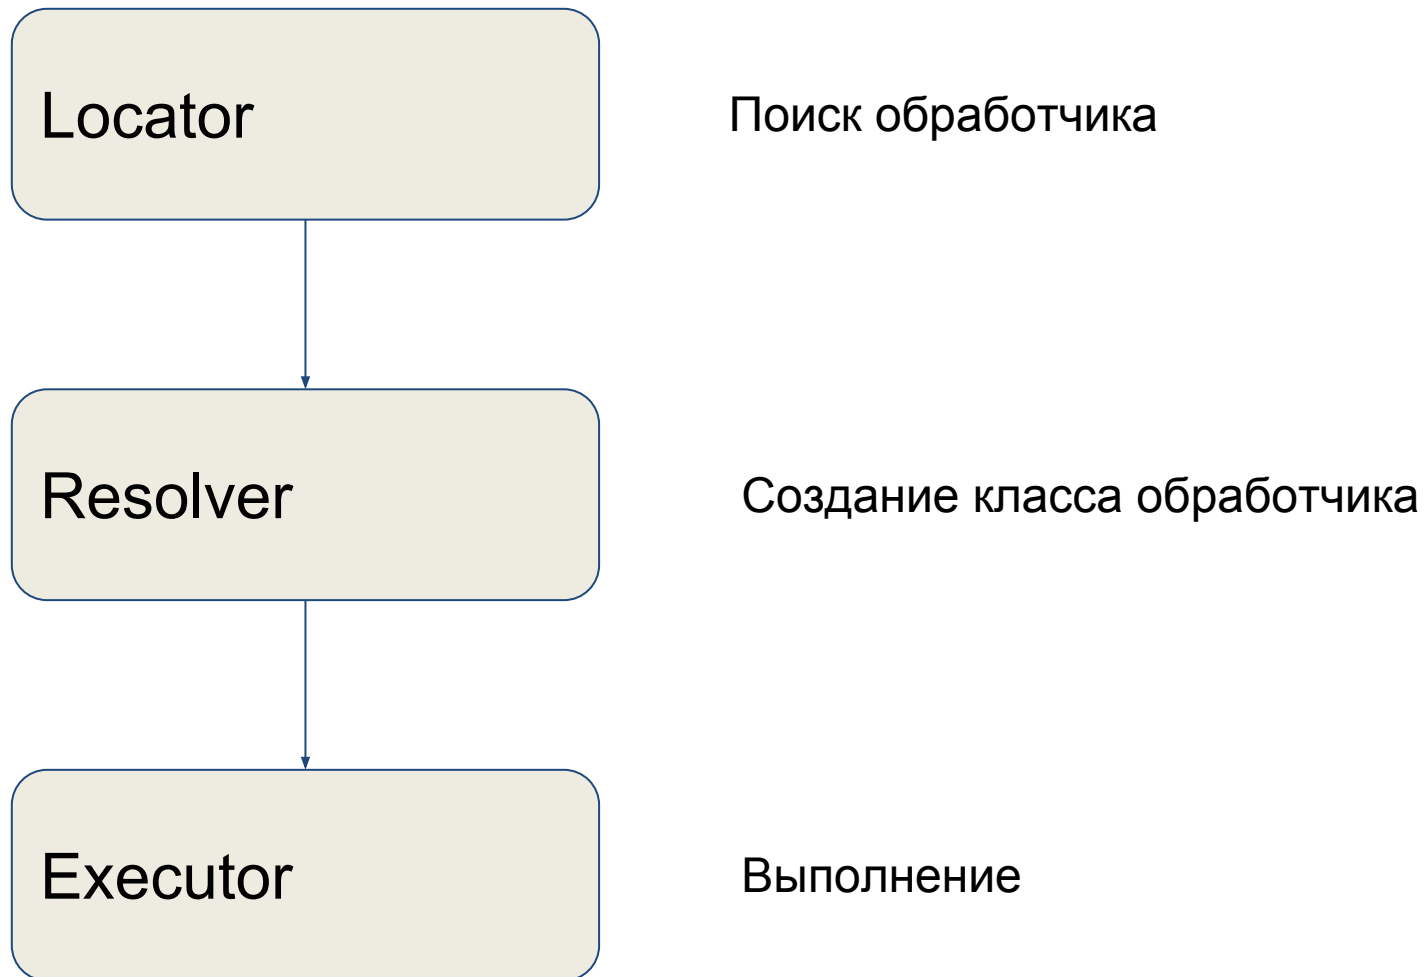 Locator
Поиск обработчика
Resolver
Создание класса обработчика
Executor
Выполнение